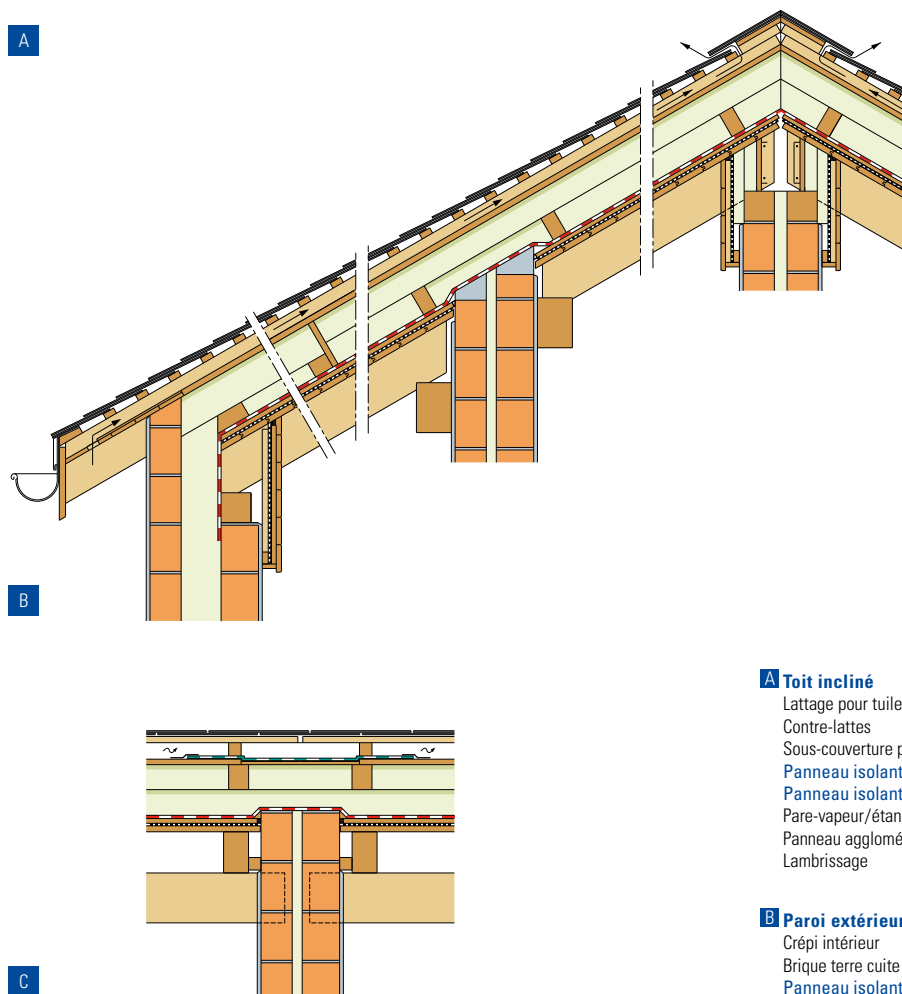 A
B
C
A Toit incliné
Lattage pour tuile
Contre-lattes
Sous-couverture p
Panneau isolant
Panneau isolant
Pare-vapeur/étan
Panneau agglomé
Lambrissage
B Paroi extérieur
Crépi intérieur
Brique terre cuite
Panneau isolant